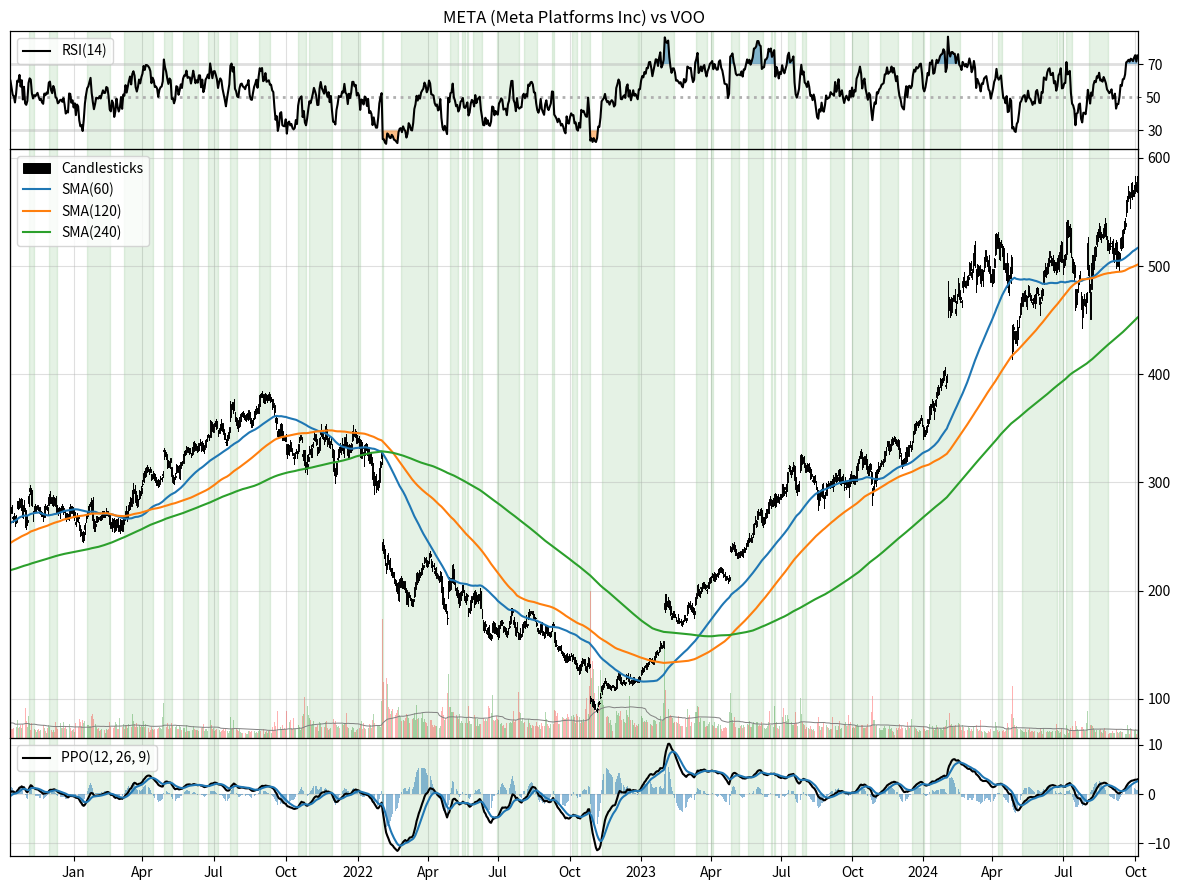 META (Meta Platforms Inc) vs VOO
RSI(14)
70
50
30
Candlesticks
SMA(60)
SMA(120)
SMA(240)
600
500
400
300
200
100
PPO(12, 26, 9)
10
0
−10
Jan Apr Jul Oct 2022 Apr Jul Oct 2023 Apr Jul Oct 2024 Apr Jul Oct